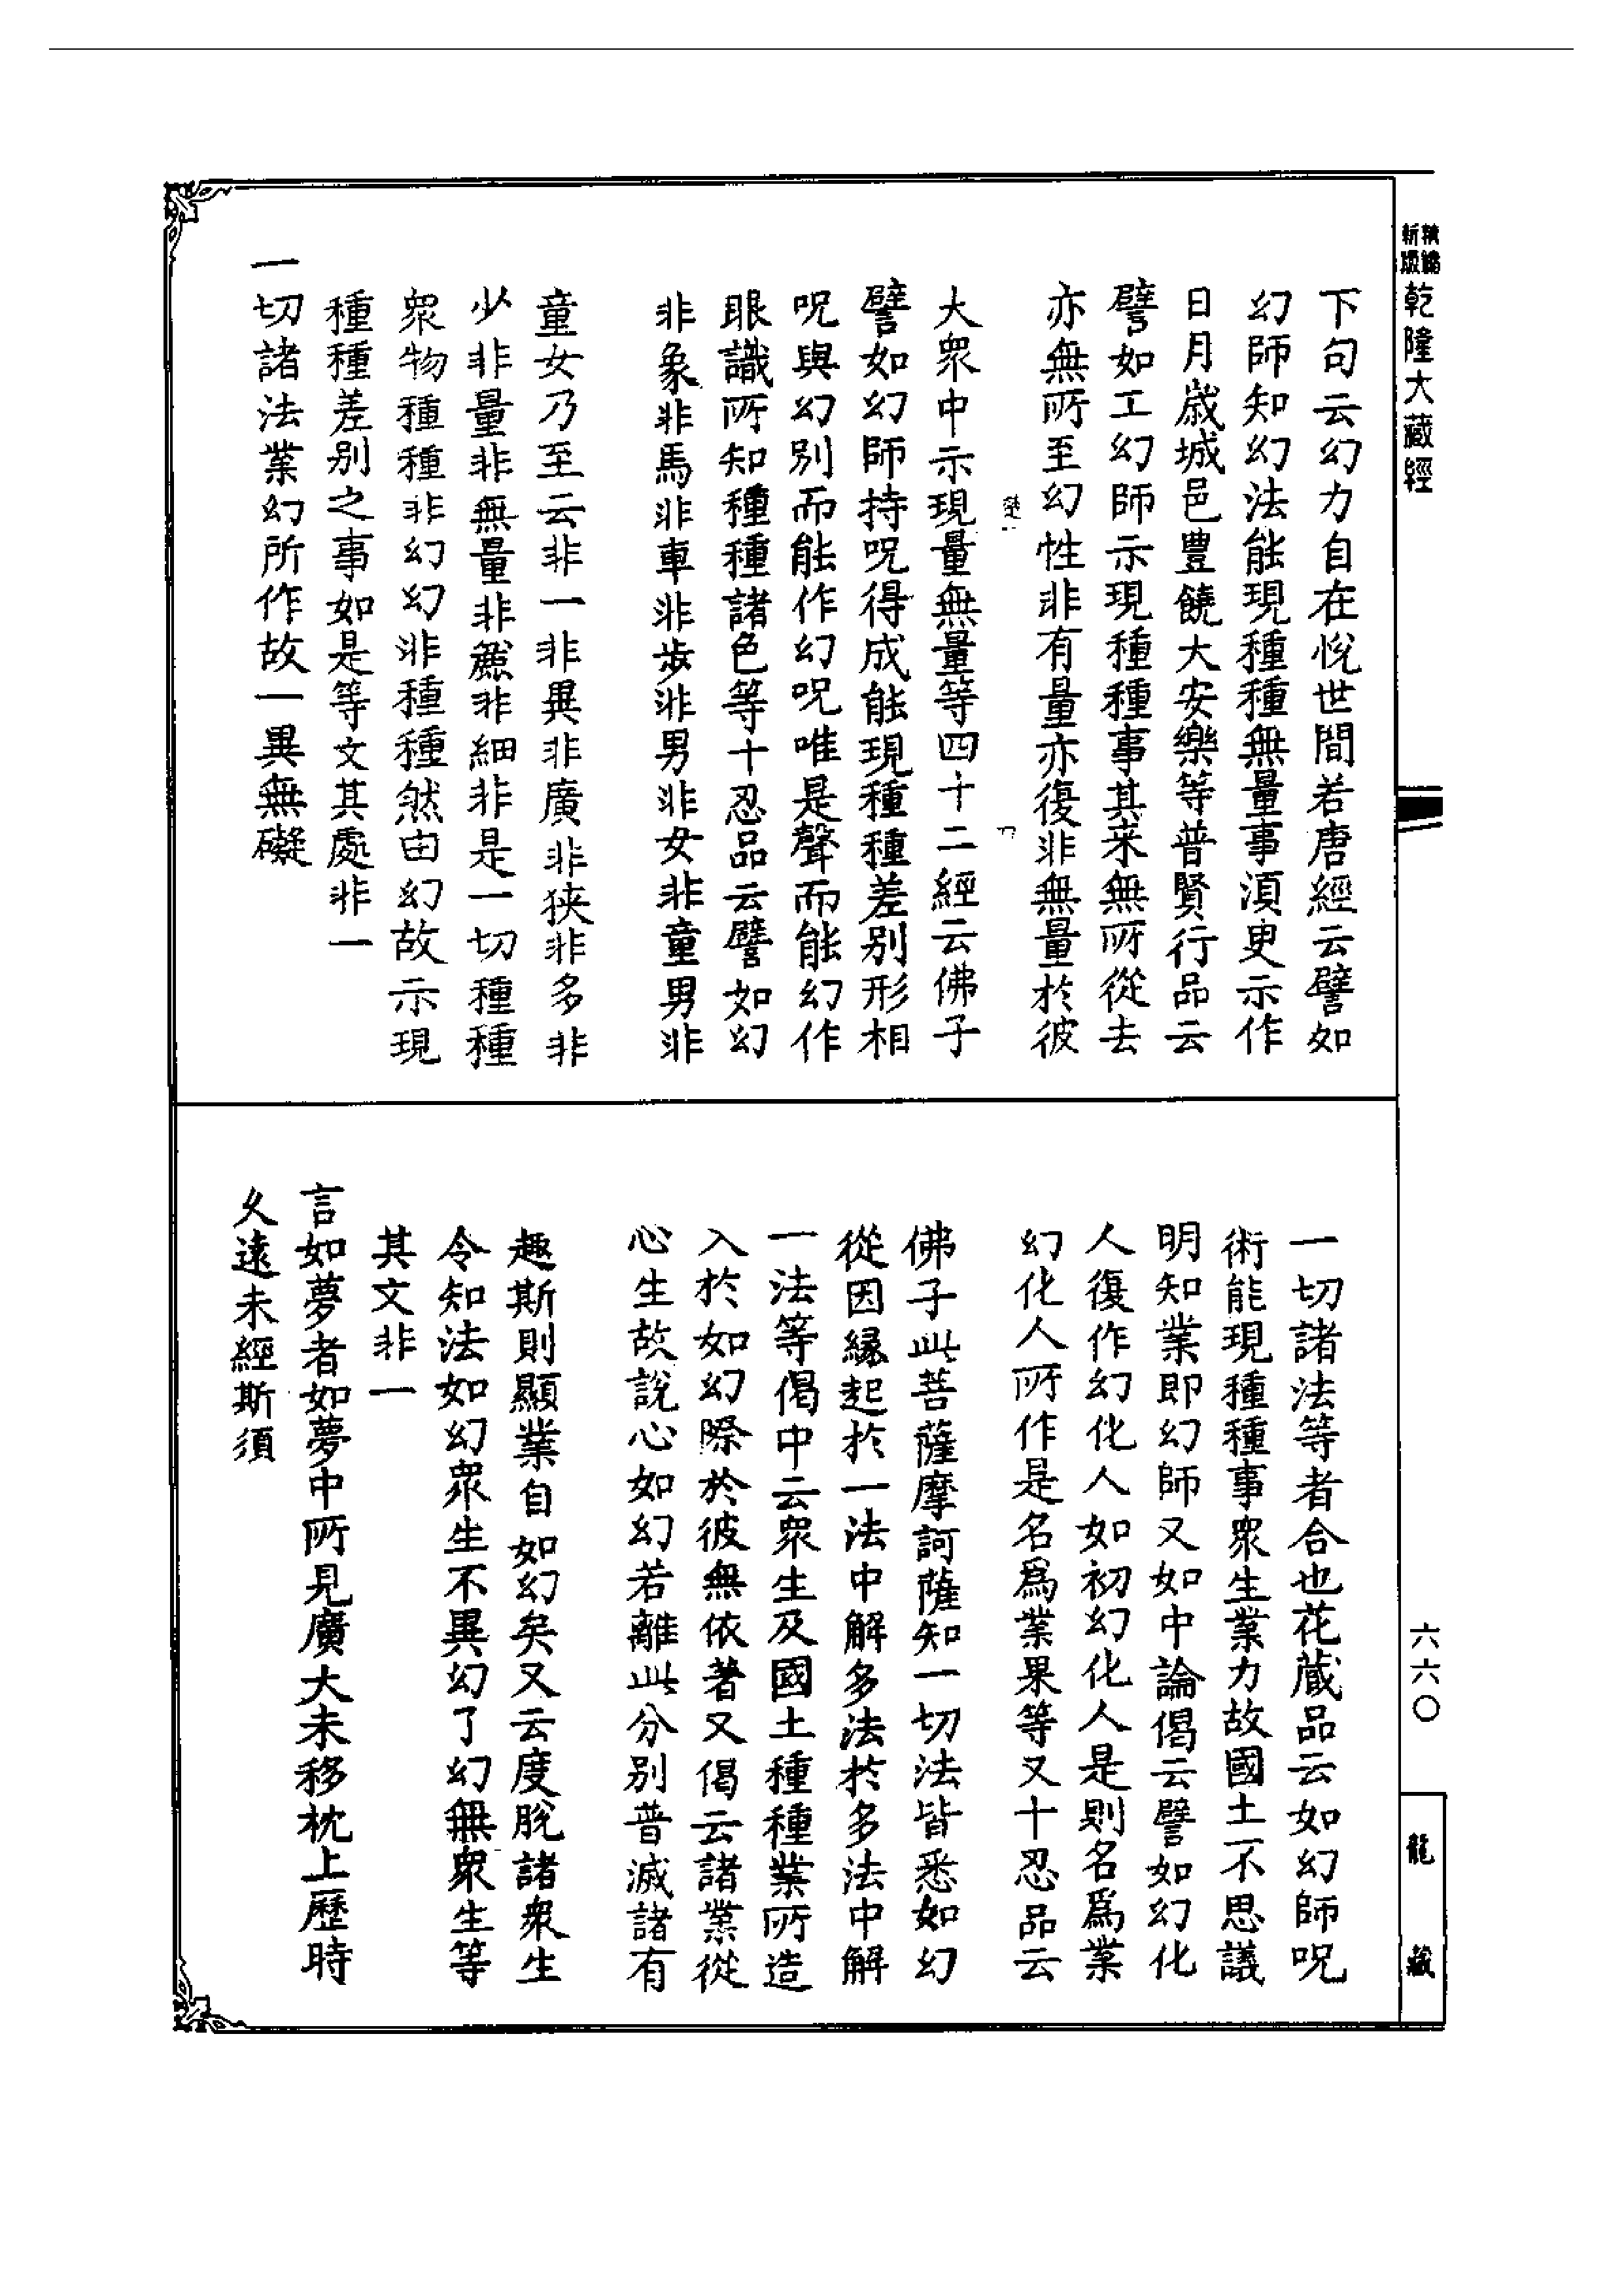 乾隆大藏經
下句云幻力自在悅世間若唐經云譬如
幻師知幻法能現種種無量事須臾示作
日月歲城邑豐饒大安樂等普賢行品云
譬如工幻師示現種種事其来無所從去
亦無所至幻性非有量亦復非無量於彼
大衆中示現量無量等四十二經云佛子
譬如幻師持呪得成能現種種差別形相
呪與幻別而能作幻呪唯是聲而能幻作
眼識所知種種諸色等十忍品云譬如幻
非象非馬非車非歩非男非女非童男非
童女乃至云非一非異非廣非狹非多非
少非量非無量非麤非細非是一切種種
衆物種種非幻幻非種種然由幻故示現
種種差别之事如是等文其處非一
一切諸法業幻所作故一異無礙
一切諸法等者合也花藏品云如幻師呪
術能現種種事衆生業力故國土不思議
明知業即幻師又如中論偈云譬如幻化
人復作幻化人如初幻化人是則名爲業
幻化人所作是名爲業果等又十忍品云
佛子此菩薩摩訶薩知一切法皆悉如幻
從因緣起於一法中解多法於多法中解
一法等偈中云衆生及國土種種業所造
入於如幻際於彼無依著又偈云諸業從
心生故說心如幻若離此分別普滅諸有
趣斯則顯業自如幻矣又云度脫諸衆生
令知法如幻衆生不異幻了幻無衆生等
其文非一
言如夢者如夢中所見廣大未移枕上歷時
久遠未經斯須
六六〇
龍藏